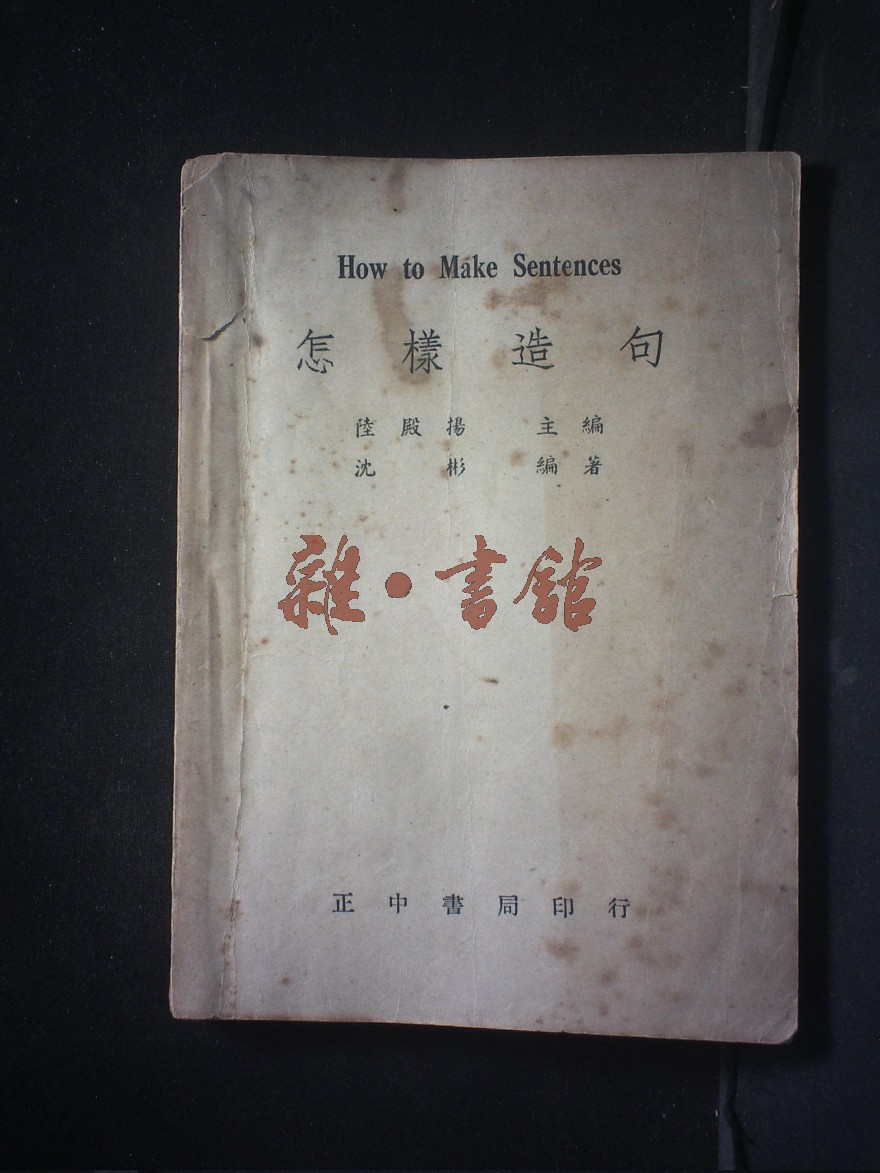 How to Make Sentences
怎樣造句
陸殿揚 主編
沈彬 編著
雜·書館
正中書局印行